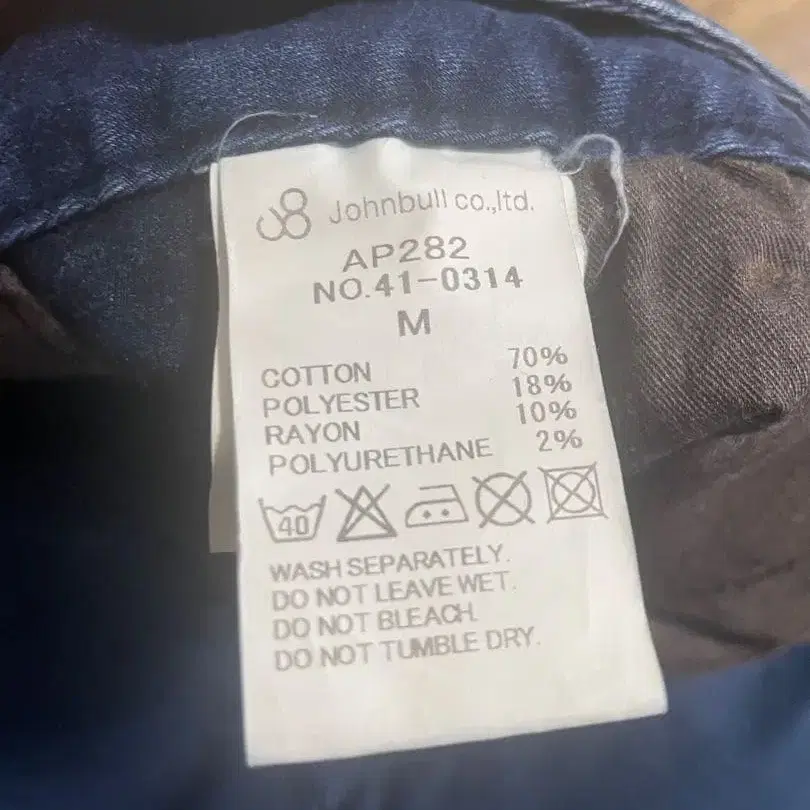 Johnbull co.,ltd.
AP282
NO.41-0314
M
COTTON 70%
POLYESTER 18%
RAYON 10%
POLYURETHANE 2%
40
WASH SEPARATELY.
DO NOT LEAVE WET.
DO NOT BLEACH.
DO NOT TUMBLE DRY.